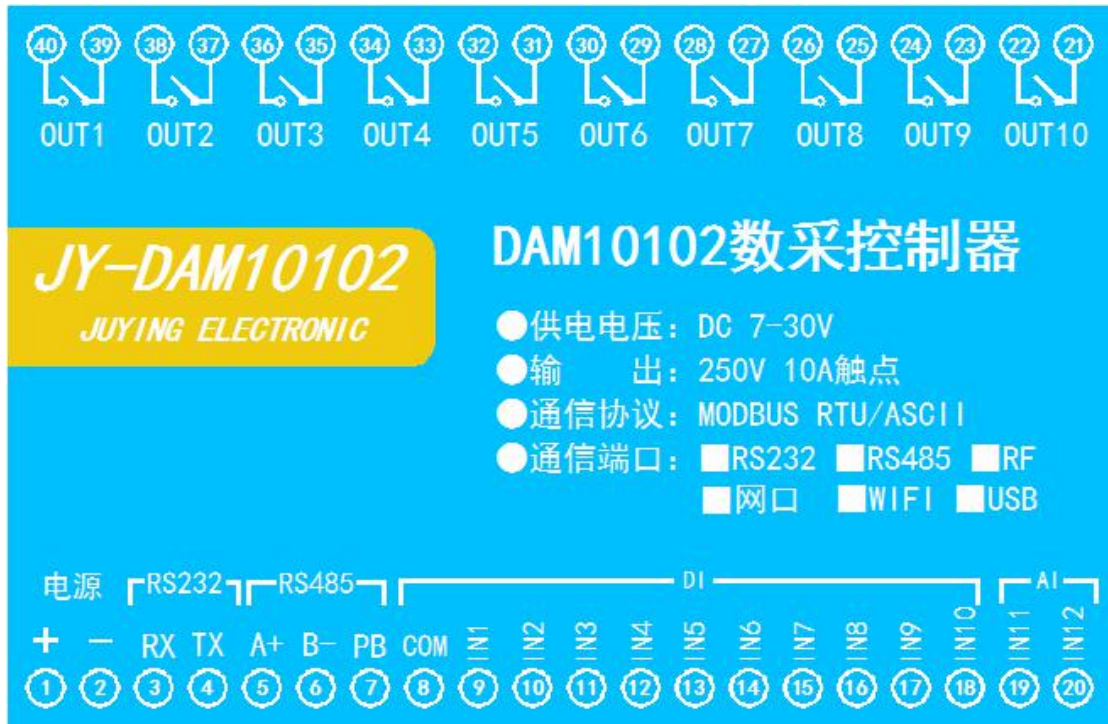 40 39 38 37 36 35 34 33 32 31 30 29 28 27 26 25 24 23 22 21
OUT1 OUT2 OUT3 OUT4 OUT5 OUT6 OUT7 OUT8 OUT9 OUT10
JY-DAM10102
JUYING ELECTRONIC
DAM10102数采控制器
●供电电压: DC 7-30V
●输 出: 250V 10A触点
●通信协议: MODBUS RTU/ASCII
●通信端口: ■RS232 ■RS485 ■RF
■网口 ■WIFI ■USB
电源 RS232 RS485 DI AI
+ - RX TX A+ B- PB COM IN1 IN2 IN3 IN4 IN5 IN6 IN7 IN8 IN9 IN10 IN11 IN12
1 2 3 4 5 6 7 8 9 10 11 12 13 14 15 16 17 18 19 20